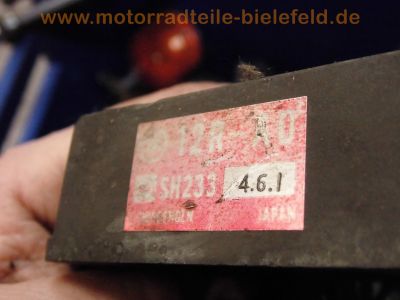 www.motorradteile-bielefeld.de
12R
SH233 4.6.1
JAPAN